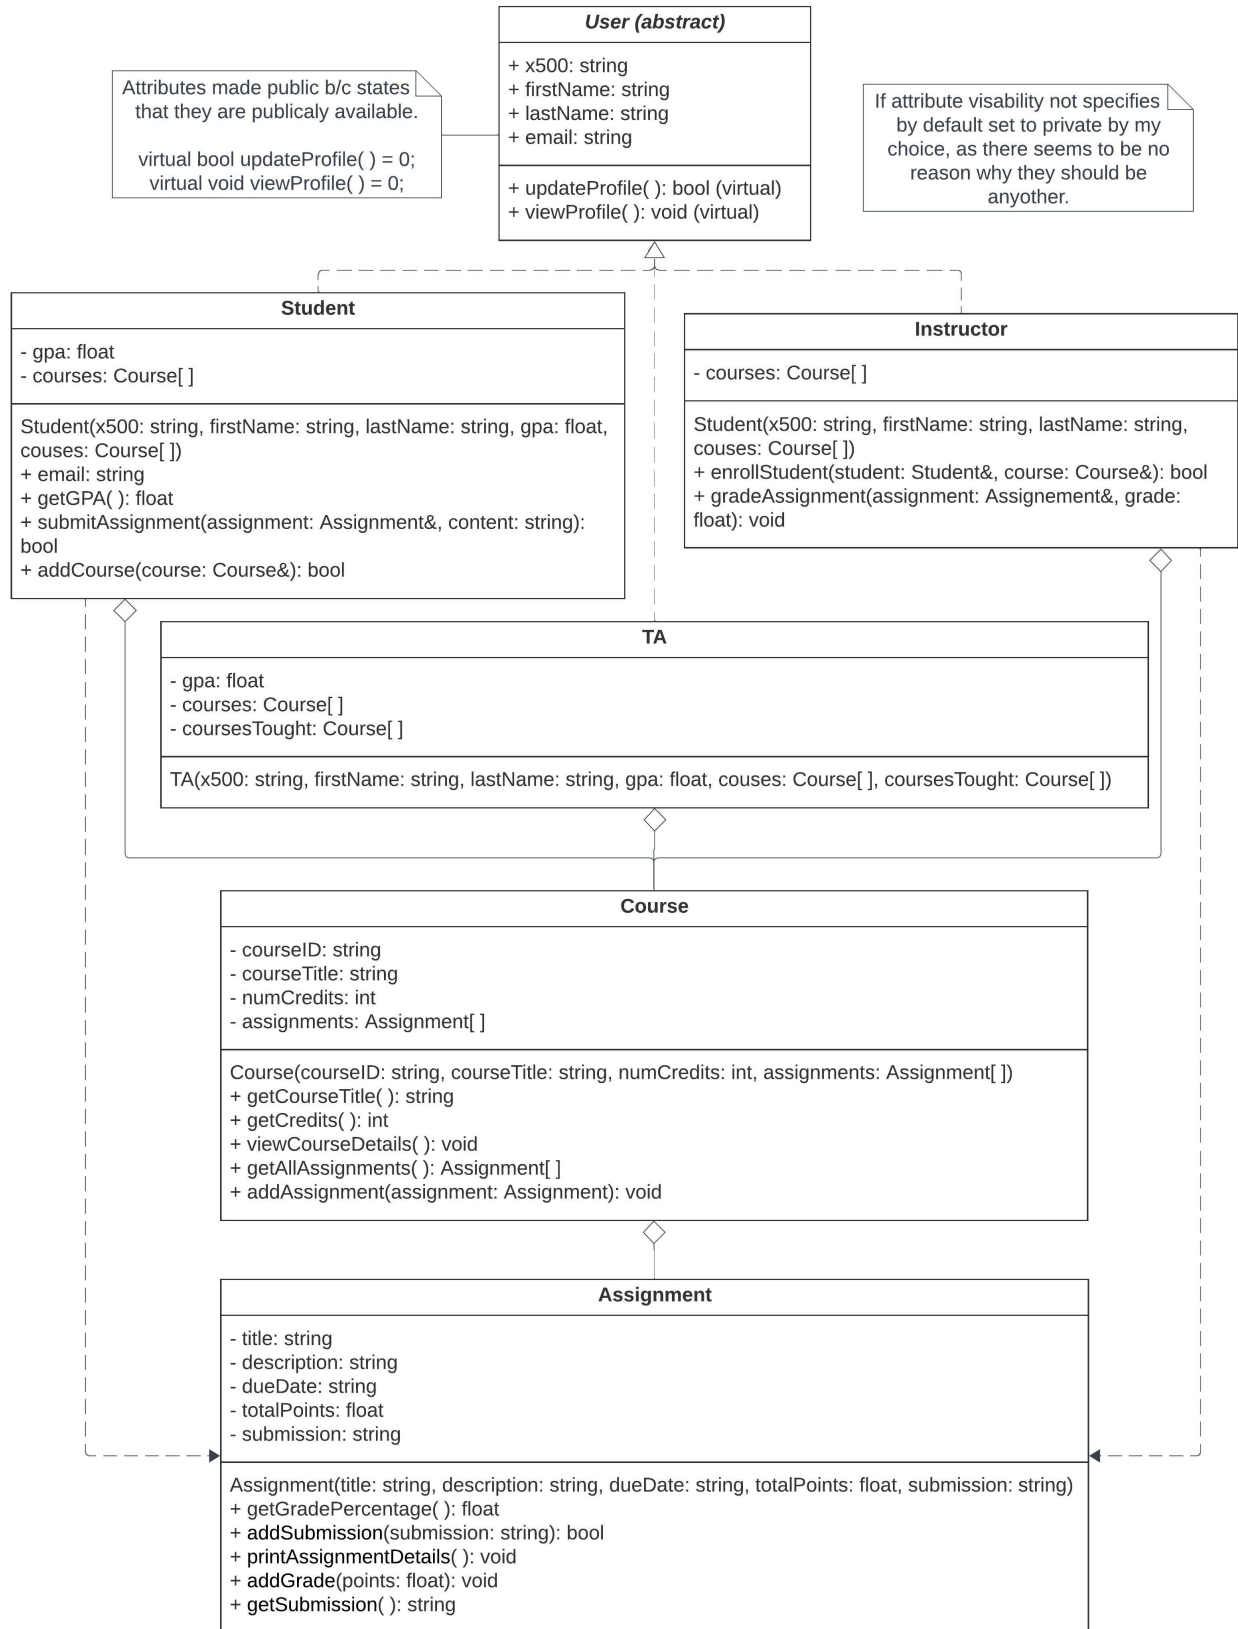 User (abstract)
+ x500: string
+ firstName: string
+ lastName: string
+ email: string
+ updateProfile( ): bool (virtual)
+ viewProfile( ): void (virtual)
Attributes made public b/c states
that they are publicaly available.
virtual bool updateProfile( ) = 0;
virtual void viewProfile( ) = 0;
If attribute visability not specifies
by default set to private by my
choice, as there seems to be no
reason why they should be
anyother.
Student
- gpa: float
- courses: Course[ ]
Student(x500: string, firstName: string, lastName: string, gpa: float,
couses: Course[ ])
+ email: string
+ getGPA( ): float
+ submitAssignment(assignment: Assignment&, content: string):
bool
+ addCourse(course: Course&): bool
Instructor
- courses: Course[ ]
Student(x500: string, firstName: string, lastName: string,
couses: Course[ ])
+ enrollStudent(student: Student&, course: Course&): bool
+ gradeAssignment(assignment: Assignement&, grade:
float): void
TA
- gpa: float
- courses: Course[ ]
- coursesTought: Course[ ]
TA(x500: string, firstName: string, lastName: string, gpa: float, couses: Course[ ], coursesTought: Course[ ])
Course
- courseID: string
- courseTitle: string
- numCredits: int
- assignments: Assignment[ ]
Course(courseID: string, courseTitle: string, numCredits: int, assignments: Assignment[ ])
+ getCourseTitle( ): string
+ getCredits( ): int
+ viewCourseDetails( ): void
+ getAllAssignments( ): Assignment[ ]
+ addAssignment(assignment: Assignment): void
Assignment
- title: string
- description: string
- dueDate: string
- totalPoints: float
- submission: string
Assignment(title: string, description: string, dueDate: string, totalPoints: float, submission: string)
+ getGradePercentage( ): float
+ addSubmission(submission: string): bool
+ printAssignmentDetails( ): void
+ addGrade(points: float): void
+ getSubmission( ): string